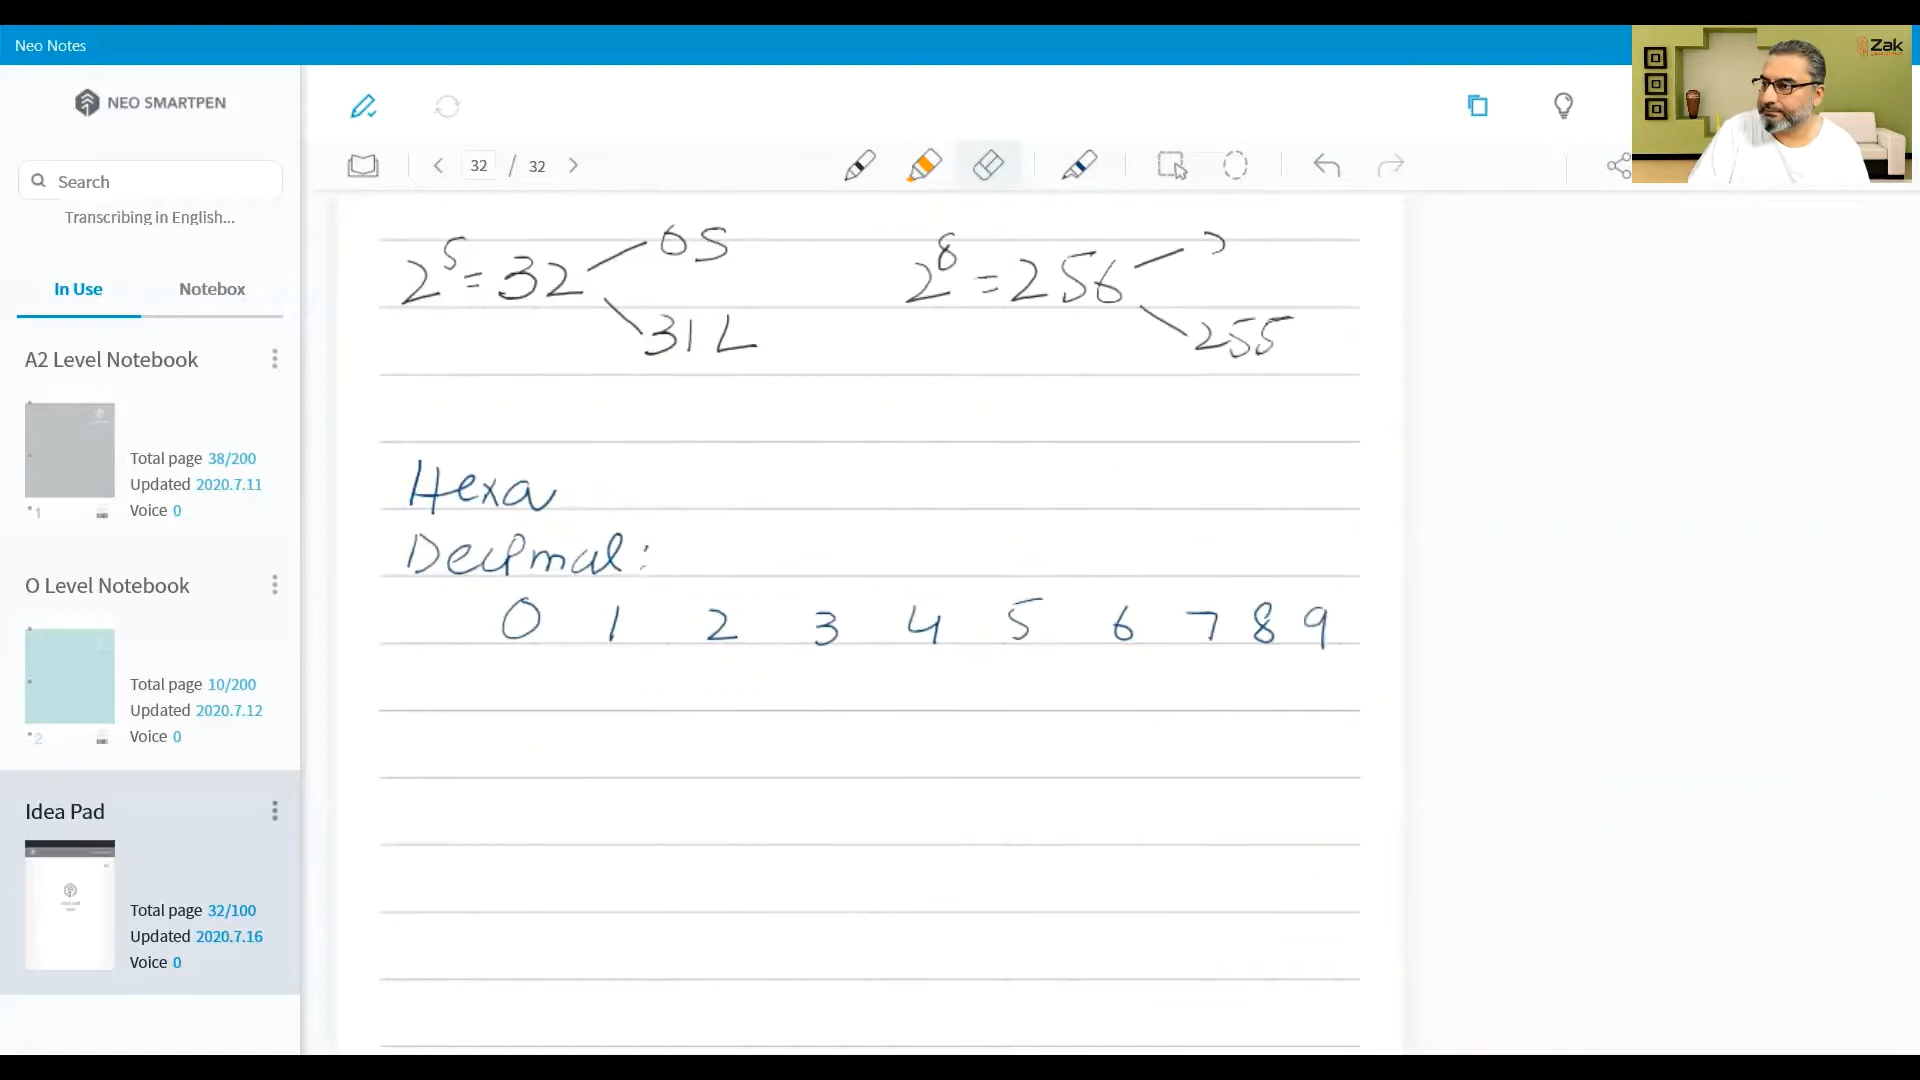 Neo Notes
Zak
NEO SMARTPEN
32 / 32
Search
Transcribing in English...
In Use Notebox
A2 Level Notebook
Total page 38/200
Updated 2020.7.11
Voice 0
1
O Level Notebook
Total page 10/200
Updated 2020.7.12
Voice 0
2
Idea Pad
Total page 32/100
Updated 2020.7.16
Voice 0
2⁵ = 32 0S
31 L
2⁸ = 256
255
Hexa
Decimal:
0 1 2 3 4 5 6 7 8 9